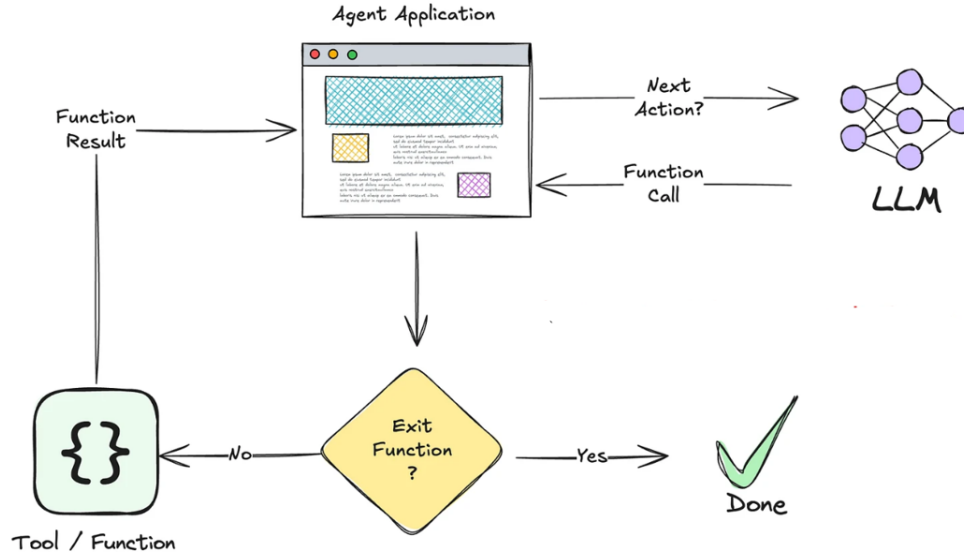 Agent Application
Next
Action?
Function
Result
Function
Call
LLM
Exit
Function
?
No
Yes
{}
Done
Tool / Function